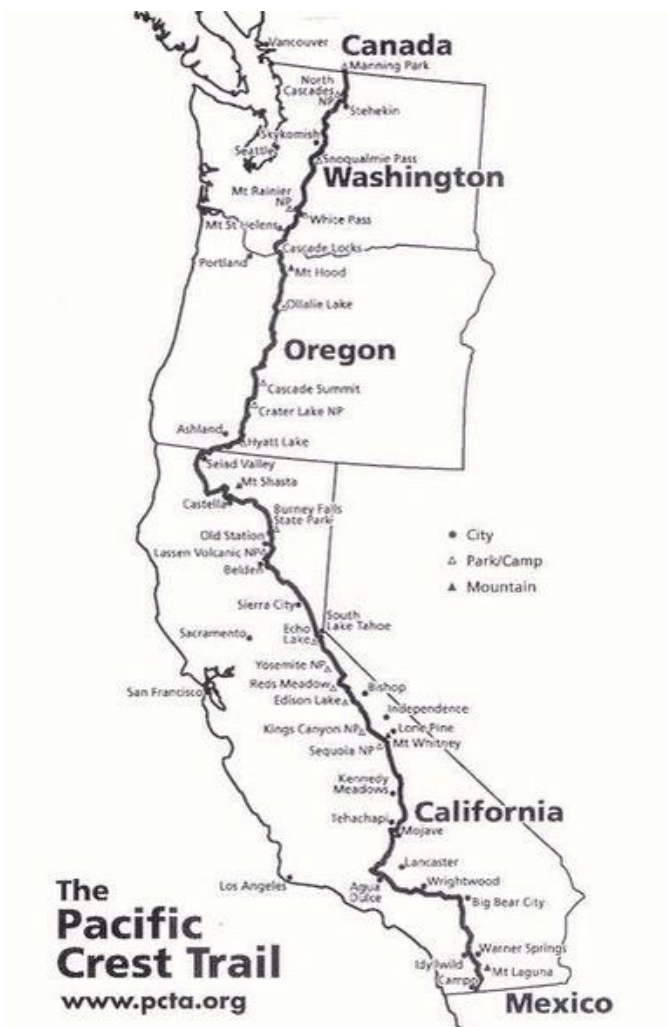 Vancouver
Canada
Manning Park
North
Cascades
NP
Stehekin
Skykomish
Seattle
Snoqualmie Pass
Washington
Mt Rainier
NP
White Pass
Mt St Helens
Cascade Locks
Portland
Mt Hood
Ollalie Lake
Oregon
Cascade Summit
Crater Lake NP
Ashland
Hyatt Lake
Seiad Valley
Mt Shasta
Castella
Burney Falls
State Park
Old Station
Lassen Volcanic NP
Belden
City
Park/Camp
Mountain
Sierra City
South
Lake Tahoe
Echo
Lake
Sacramento
Yosemite NP
San Francisco
Reds Meadow
Bishop
Edison Lake
Independence
Kings Canyon NP
Lone Pine
Mt Whitney
Sequoia NP
Kennedy
Meadows
California
Tehachapi
Mojave
Lancaster
Los Angeles
Agua
Dulce
Wrightwood
Big Bear City
Warner Springs
Idyllwild
Mt Laguna
Campo
Mexico
The
Pacific
Crest Trail
www.pcta.org